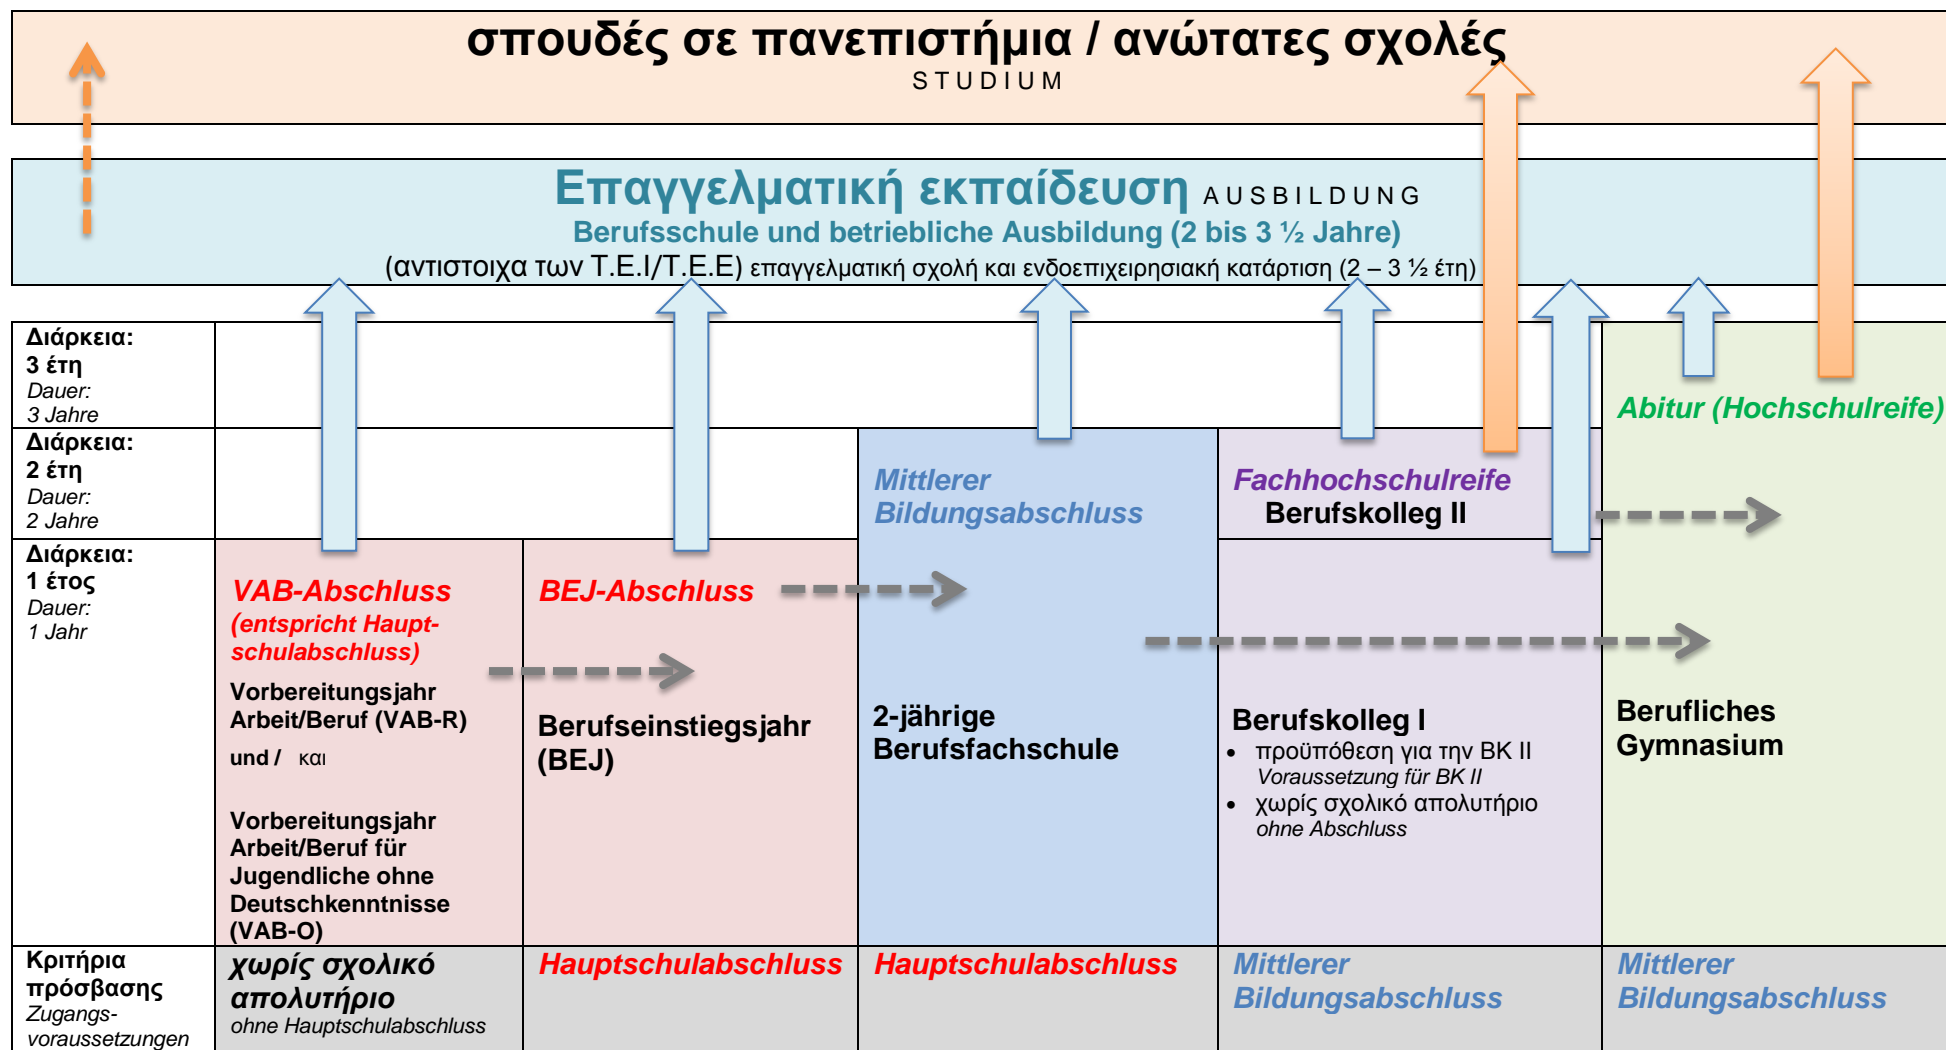 σπουδές σε πανεπιστήμια / ανώτατες σχολές
STUDIUM
Επαγγελματική εκπαίδευση AUSBILDUNG
Berufsschule und betriebliche Ausbildung (2 bis 3 ½ Jahre)
(αντιστοιχα των Τ.Ε.Ι/Τ.Ε.Ε) επαγγελματική σχολή και ενδοεπιχειρησιακή κατάρτιση (2 – 3 ½ έτη)
Διάρκεια:
3 έτη
Dauer:
3 Jahre
Abitur (Hochschulreife)
Διάρκεια:
2 έτη
Dauer:
2 Jahre
Mittlerer
Bildungsabschluss
Fachhochschulreife
Berufskolleg II
Διάρκεια:
1 έτος
Dauer:
1 Jahr
VAB-Abschluss
(entspricht Haupt-
schulabschluss)
Vorbereitungsjahr
Arbeit/Beruf (VAB-R)
und / και
Vorbereitungsjahr
Arbeit/Beruf für
Jugendliche ohne
Deutschkenntnisse
(VAB-O)
BEJ-Abschluss
Berufseinstiegsjahr
(BEJ)
2-jährige
Berufsfachschule
Berufskolleg I
• προϋπόθεση για την BK II
Voraussetzung für BK II
• χωρίς σχολικό απολυτήριο
ohne Abschluss
Berufliches
Gymnasium
Κριτήρια
πρόσβασης
Zugangs-
voraussetzungen
χωρίς σχολικό
απολυτήριο
ohne Hauptschulabschluss
Hauptschulabschluss
Hauptschulabschluss
Mittlerer
Bildungsabschluss
Mittlerer
Bildungsabschluss